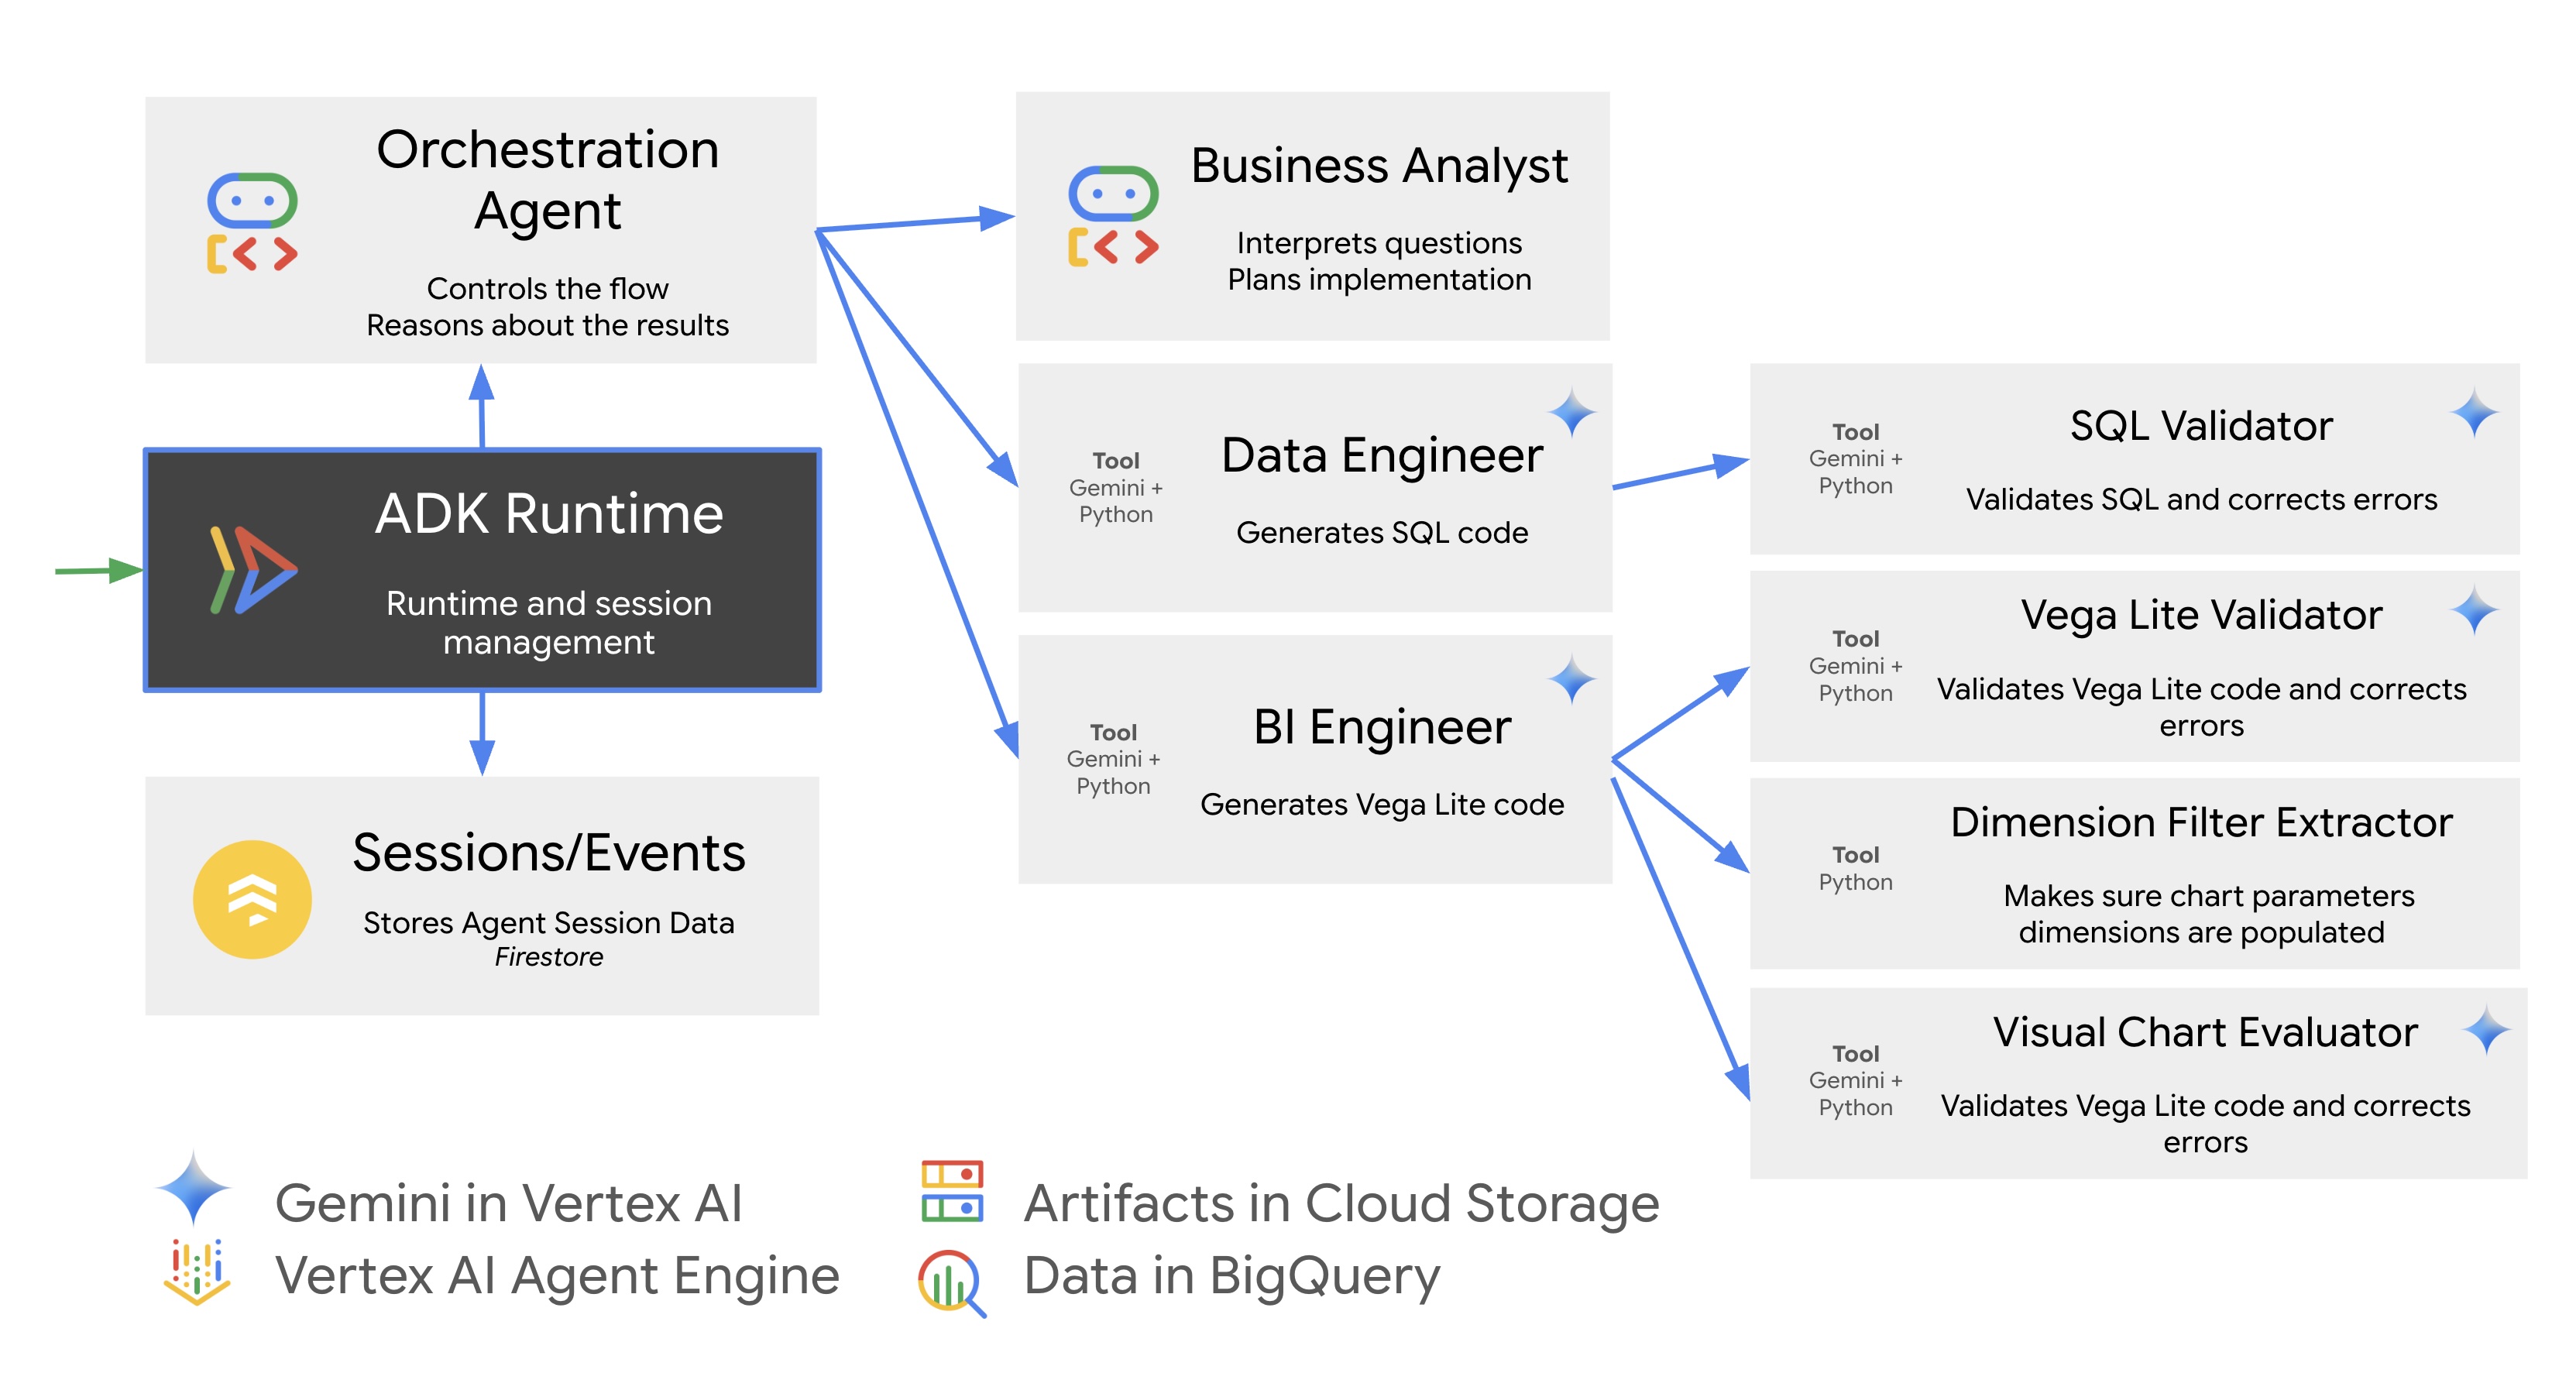 Orchestration
Agent
Controls the flow
Reasons about the results
ADK Runtime
Runtime and session
management
Sessions/Events
Stores Agent Session Data
Firestore
Business Analyst
Interprets questions
Plans implementation
Tool
Gemini +
Python
Data Engineer
Generates SQL code
Tool
Gemini +
Python
BI Engineer
Generates Vega Lite code
Tool
Gemini +
Python
SQL Validator
Validates SQL and corrects errors
Tool
Gemini +
Python
Vega Lite Validator
Validates Vega Lite code and corrects
errors
Tool
Python
Dimension Filter Extractor
Makes sure chart parameters
dimensions are populated
Tool
Gemini +
Python
Visual Chart Evaluator
Validates Vega Lite code and corrects
errors
Gemini in Vertex AI
Vertex AI Agent Engine
Artifacts in Cloud Storage
Data in BigQuery